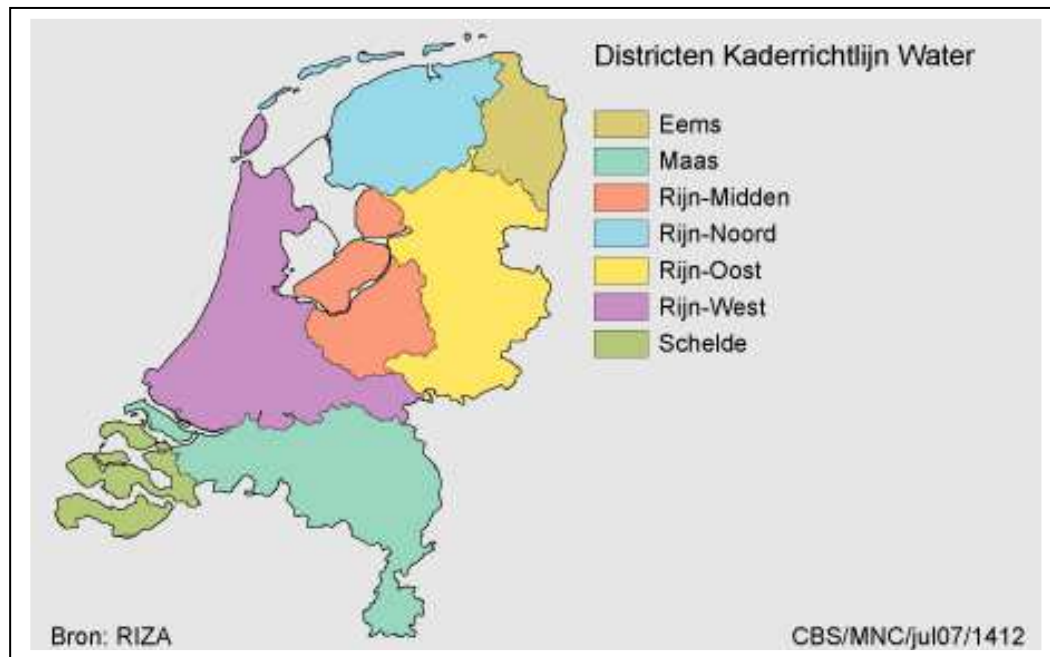 Districten Kaderrichtlijn Water
Eems
Maas
Rijn-Midden
Rijn-Noord
Rijn-Oost
Rijn-West
Schelde
Bron: RIZA
CBS/MNC/jul07/1412